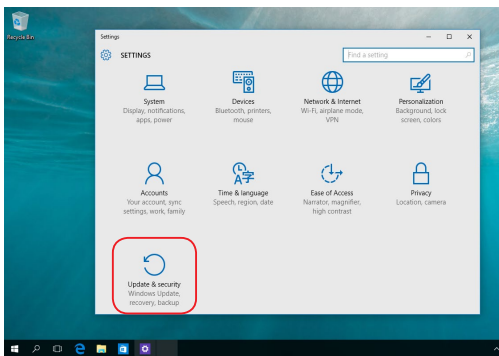 Recycle Bin
Settings
SETTINGS
Find a setting
System
Display, notifications,
apps, power
Devices
Bluetooth, printers,
mouse
Network & Internet
Wi-Fi, airplane mode,
VPN
Personalization
Background, lock
screen, colors
Accounts
Your account, sync
settings, work, family
Time & language
Speech, region, date
Ease of Access
Narrator, magnifier,
high contrast
Privacy
Location, camera
Update & security
Windows Update,
recovery, backup